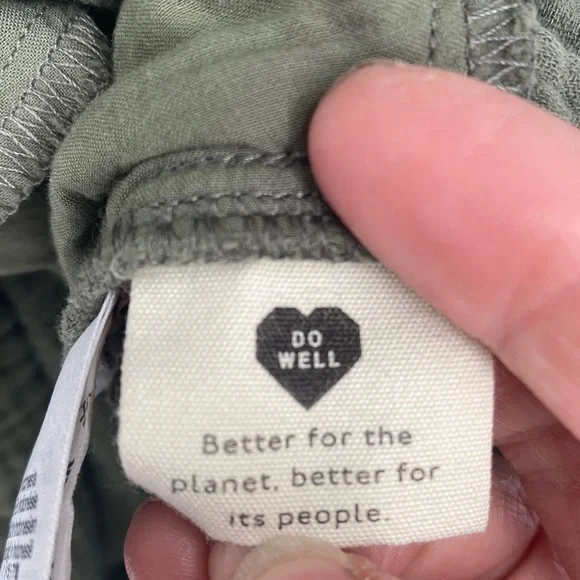 DO
WELL
Better for the
planet, better for
its people.